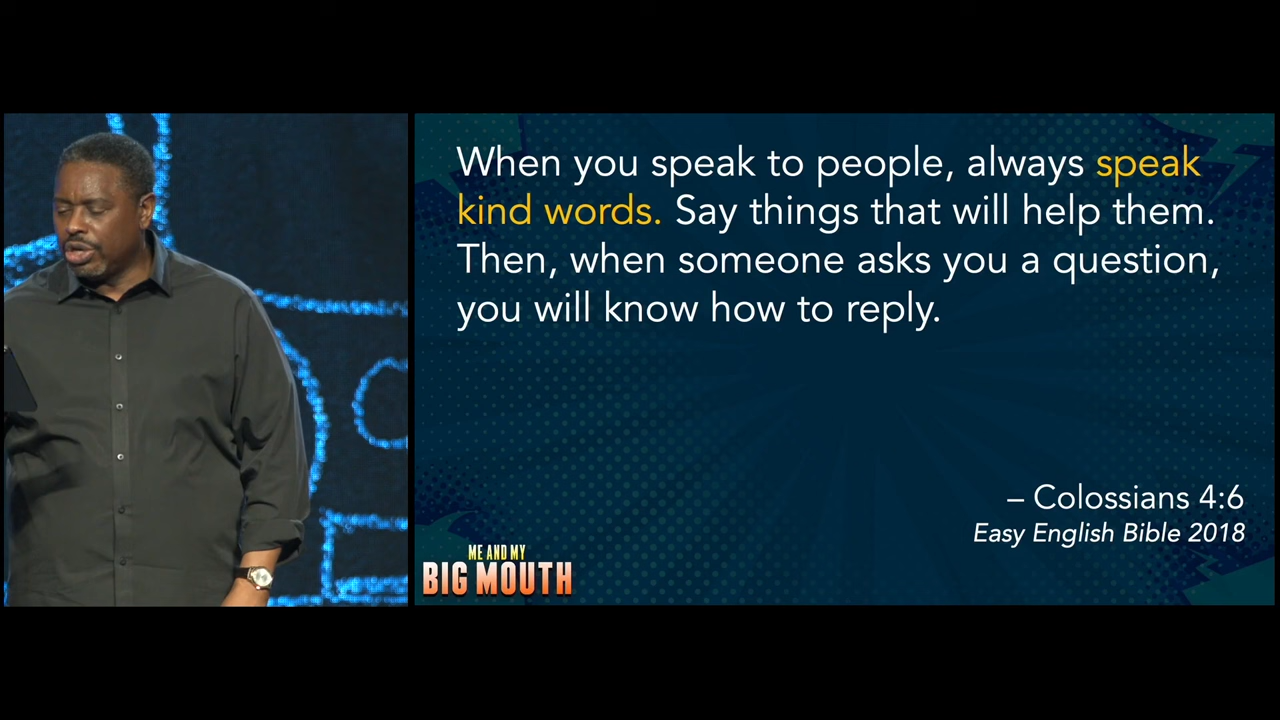 When you speak to people, always speak
kind words. Say things that will help them.
Then, when someone asks you a question,
you will know how to reply.
– Colossians 4:6
Easy English Bible 2018
ME AND MY
BIG MOUTH